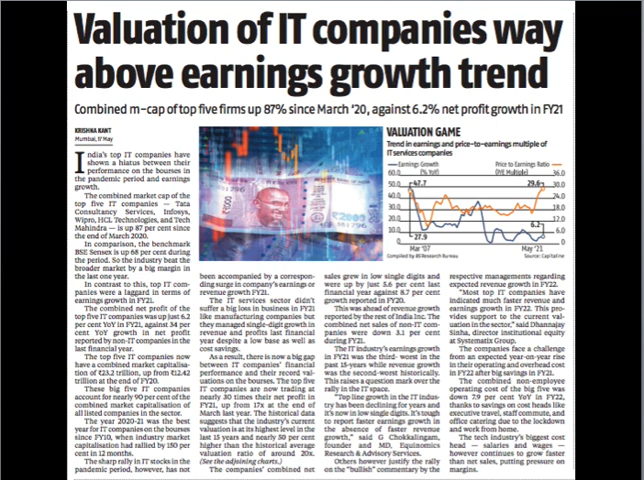 Valuation of IT companies way
above earnings growth trend
Combined m-cap of top five firms up 87% since March '20, against 6.2% net profit growth in FY21
KRISHNA KANT
Mumbai, 17 May
India's top IT companies have
shown a hiatus between their
performance on the bourses in
the pandemic period and earnings
growth.
The combined market cap of the
top five IT companies — Tata
Consultancy Services, Infosys,
Wipro, HCL Technologies, and Tech
Mahindra — is up 87 per cent since
the end of March 2020.
In comparison, the benchmark
BSE Sensex is up 68 per cent during
the period. So the industry beat the
broader market by a big margin in
the last one year.
In contrast to this, top IT comp
anies were a laggard in terms of
earnings growth in FY21.
The combined net profit of the
top five IT companies was up just 6.2
per cent YoY in FY21, against 34 per
cent YoY growth in net profit
reported by non-IT companies in the
last financial year.
The top five IT companies now
have a combined market capitalisa-
tion of ₹23.2 trillion, up from ₹12.42
trillion at the end of FY20.
These big five IT companies
account for nearly 90 per cent of the
combined market capitalisation of
all listed companies in the sector.
The year 2020-21 was the best
year for IT companies on the bourses
since FY10, when industry market
capitalisation had rallied by 150 per
cent in 12 months.
The sharp rally in IT stocks in the
pandemic period, however, has not
₹2000
VALUATION GAME
Trend in earnings and price-to-earnings multiple of
IT services companies
Earnings Growth
(% YoY)
Price to Earnings Ratio
(P/E Multiple)
60.0
50.0
40.0
30.0
20.0
10.0
0.0
47.7
27.9
29.6
6.2
36.0
30.0
24.0
18.0
12.0
6.0
0
Mar '07
May '21
Compiled by BS Research Bureau
Source: Capitaline
been accompanied by a correspon-
ding surge in company's earnings or
revenue growth FY21.
The IT services sector didn't
suffer a big loss in business in FY21
like manufacturing companies but
they managed single-digit growth in
revenue and profits last financial
year despite a low base as well as
cost savings.
As a result, there is now a big gap
between IT companies' financial
performance and their record valu-
ations on the bourses. The top five
IT companies are now trading at
nearly 30 times their net profit in
FY21, up from 17x at the end of
March last year. The historical data
suggests that the industry's current
valuation is at its highest level in the
last 15 years and nearly 50 per cent
higher than the historical average
valuation ratio of around 20x.
(See the adjoining charts.)
The companies' combined net
sales grew in low single digits and
were up by just 5.6 per cent last
financial year against 8.7 per cent
growth reported in FY20.
This was ahead of revenue growth
reported by the rest of India Inc. The
combined net sales of non-IT com-
panies were down 3.1 per cent
during FY21.
The IT industry's earnings growth
in FY21 was the third- worst in the
past 15-years while revenue growth
was the second-worst historically.
This raises a question mark over the
rally in the IT space.
"Top line growth in the IT indus-
try has been declining for years and
it's now in low single digits. It's tough
to report faster earnings growth in
the absence of faster revenue
growth," said G Chokkalingam,
founder and MD, Equinomics
Research & Advisory Services.
Others however justify the rally
on the "bullish" commentary by the
respective managements regarding
expected revenue growth in FY22.
"Most top IT companies have
indicated much faster revenue and
earnings growth in FY22. This pro-
vides support to the current valu-
ation in the sector," said Dhananjay
Sinha, director institutional equity
at Systematix Group.
The companies face a challenge
from an expected year-on-year rise
in their operating and overhead cost
in FY22 after big savings in FY21.
The combined non-employee
operating cost of the big five was
down 7.9 per cent YoY in FY22,
thanks to savings on cost heads like
executive travel, staff commute, and
office catering due to the lockdown
and work from home.
The tech industry's biggest cost
head — salaries and wages —
however continues to grow faster
than net sales, putting pressure on
margins.